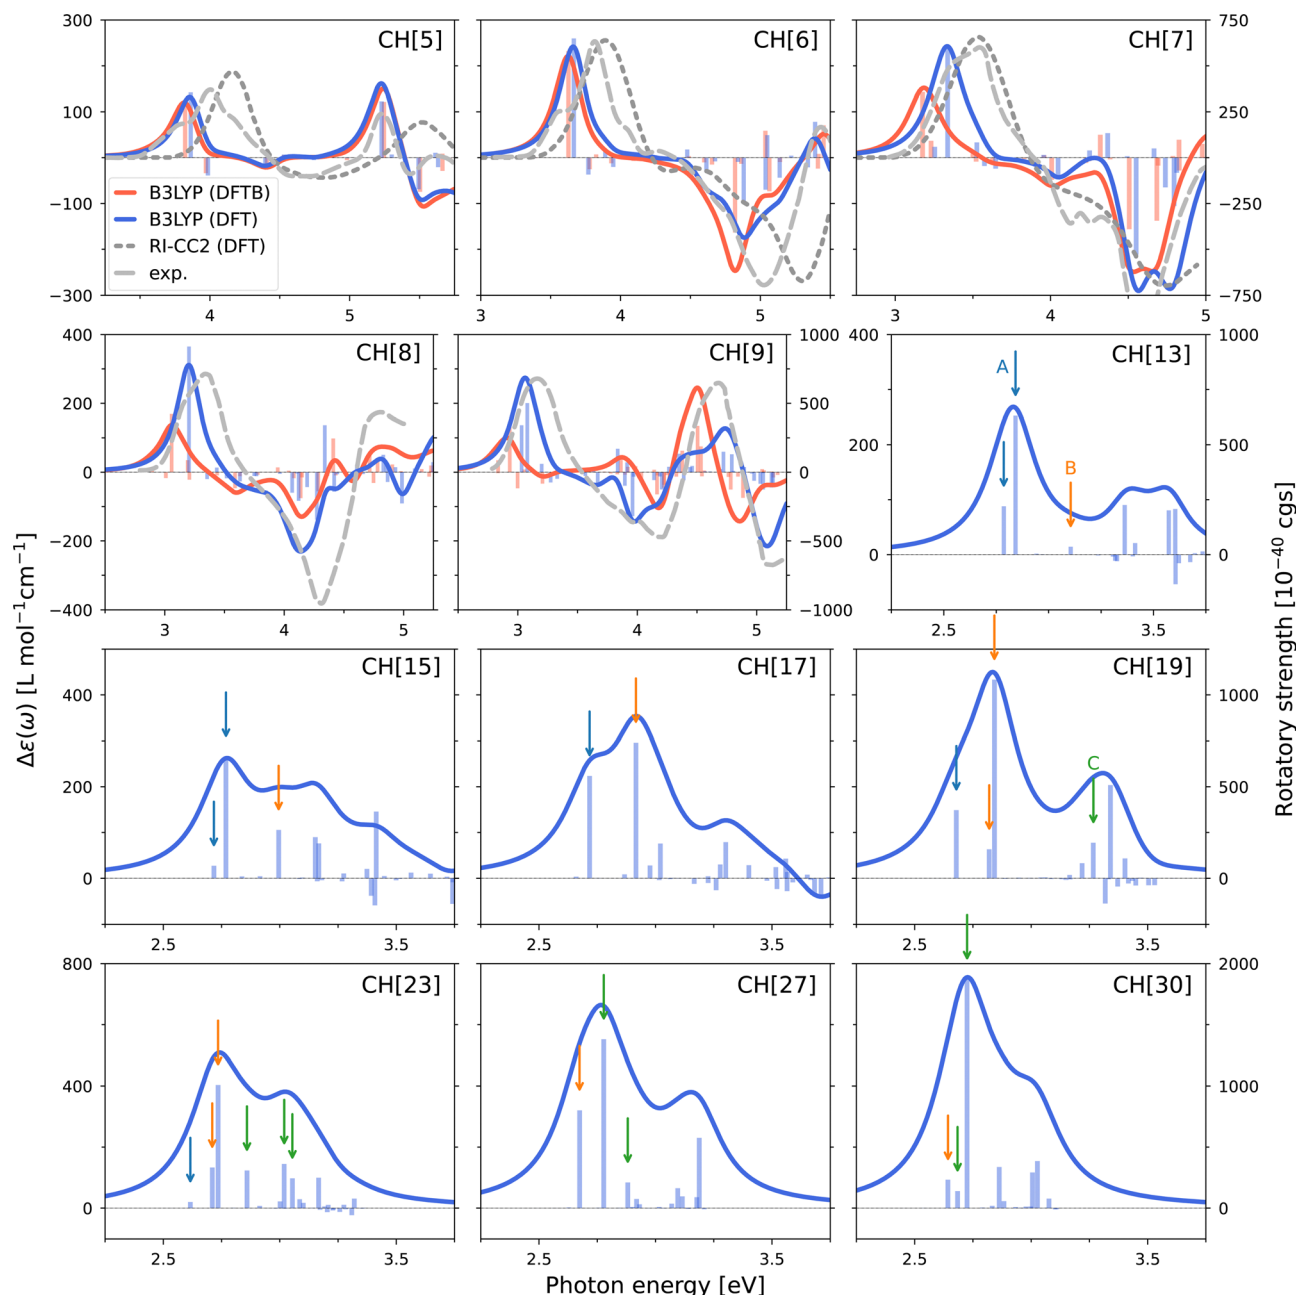 300
100
−100
−300
CH[5]
B3LYP (DFTB)
B3LYP (DFT)
RI-CC2 (DFT)
exp.
4
5
CH[6]
3
4
5
CH[7]
750
250
−250
−750
3
4
5
400
200
0
−200
−400
CH[8]
3
4
5
CH[9]
1000
500
0
−500
−1000
3
4
5
400
200
0
CH[13]
A
B
1000
500
0
2.5
3.5
400
200
0
CH[15]
2.5
3.5
CH[17]
2.5
3.5
CH[19]
C
1000
500
0
2.5
3.5
800
400
0
CH[23]
2.5
3.5
CH[27]
2.5
3.5
CH[30]
2000
1000
0
2.5
3.5
Δε(ω) [L mol⁻¹cm⁻¹]
Rotatory strength [10⁻⁴⁰ cgs]
Photon energy [eV]